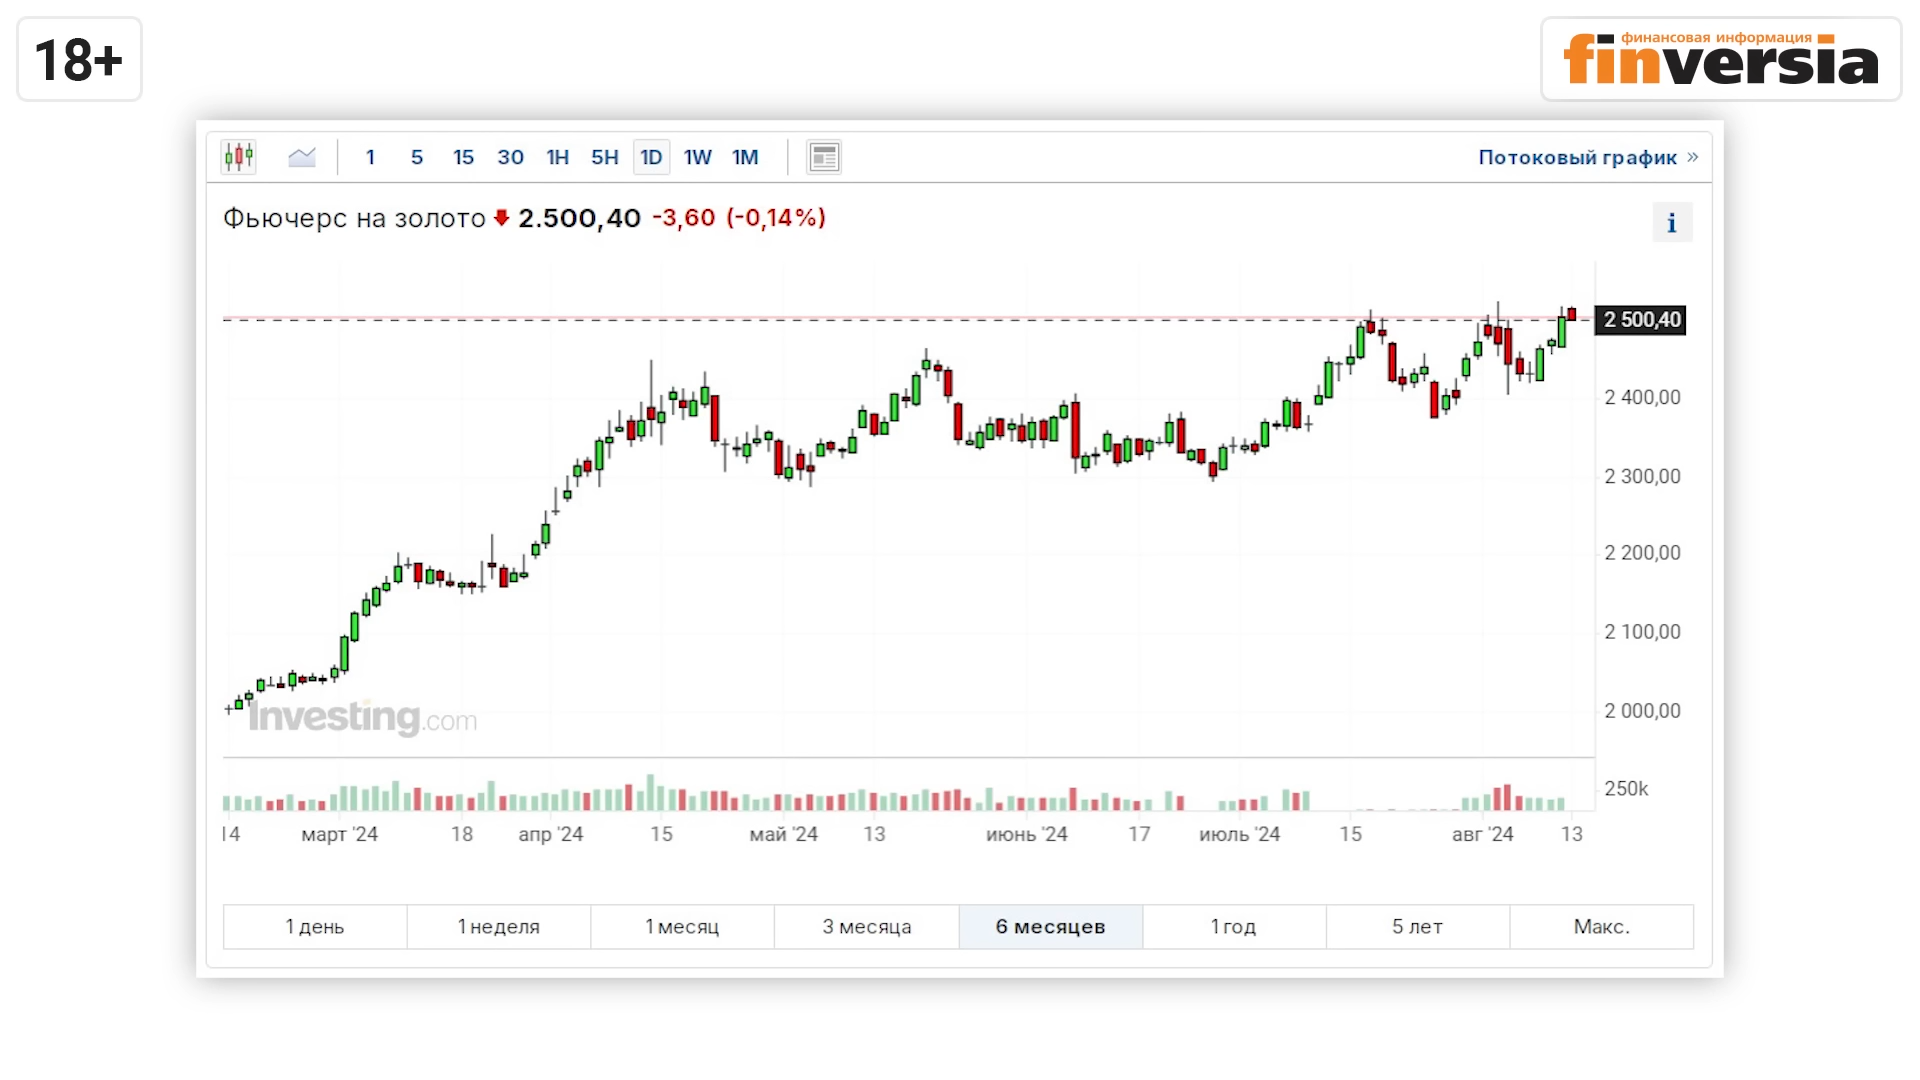 18+
финансовая информация
finversia
1 5 15 30 1H 5H 1D 1W 1M
Потоковый график »
Фьючерс на золото 2.500,40 -3,60 (-0,14%)
i
2 500,40
2 400,00
2 300,00
2 200,00
2 100,00
2 000,00
Investing.com
250k
14 март '24 18 апр '24 15 май '24 13 июнь '24 17 июль '24 15 авг '24 13
1 день 1 неделя 1 месяц 3 месяца 6 месяцев 1 год 5 лет Макс.